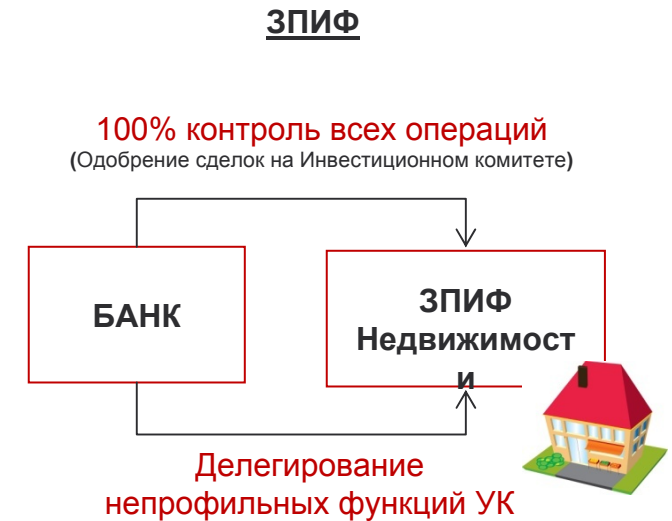 ЗПИФ
100% контроль всех операций
(Одобрение сделок на Инвестиционном комитете)
БАНК
ЗПИФ
Недвижимост
и
Делегирование
непрофильных функций УК